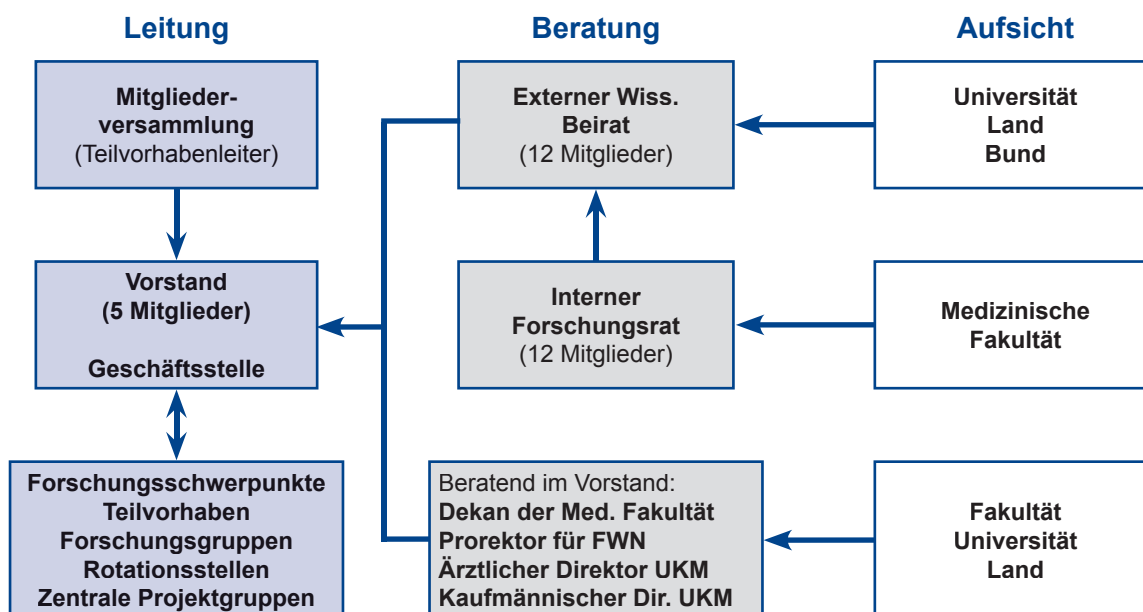 Leitung
Beratung
Aufsicht
Mitglieder-
versammlung
(Teilvorhabenleiter)
Externer Wiss.
Beirat
(12 Mitglieder)
Universität
Land
Bund
Vorstand
(5 Mitglieder)
Geschäftsstelle
Interner
Forschungsrat
(12 Mitglieder)
Medizinische
Fakultät
Forschungsschwerpunkte
Teilvorhaben
Forschungsgruppen
Rotationsstellen
Zentrale Projektgruppen
Beratend im Vorstand:
Dekan der Med. Fakultät
Prorektor für FWN
Ärztlicher Direktor UKM
Kaufmännischer Dir. UKM
Fakultät
Universität
Land